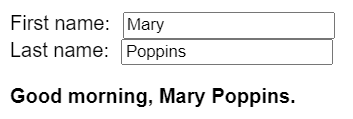 First name: Mary
Last name: Poppins
Good morning, Mary Poppins.